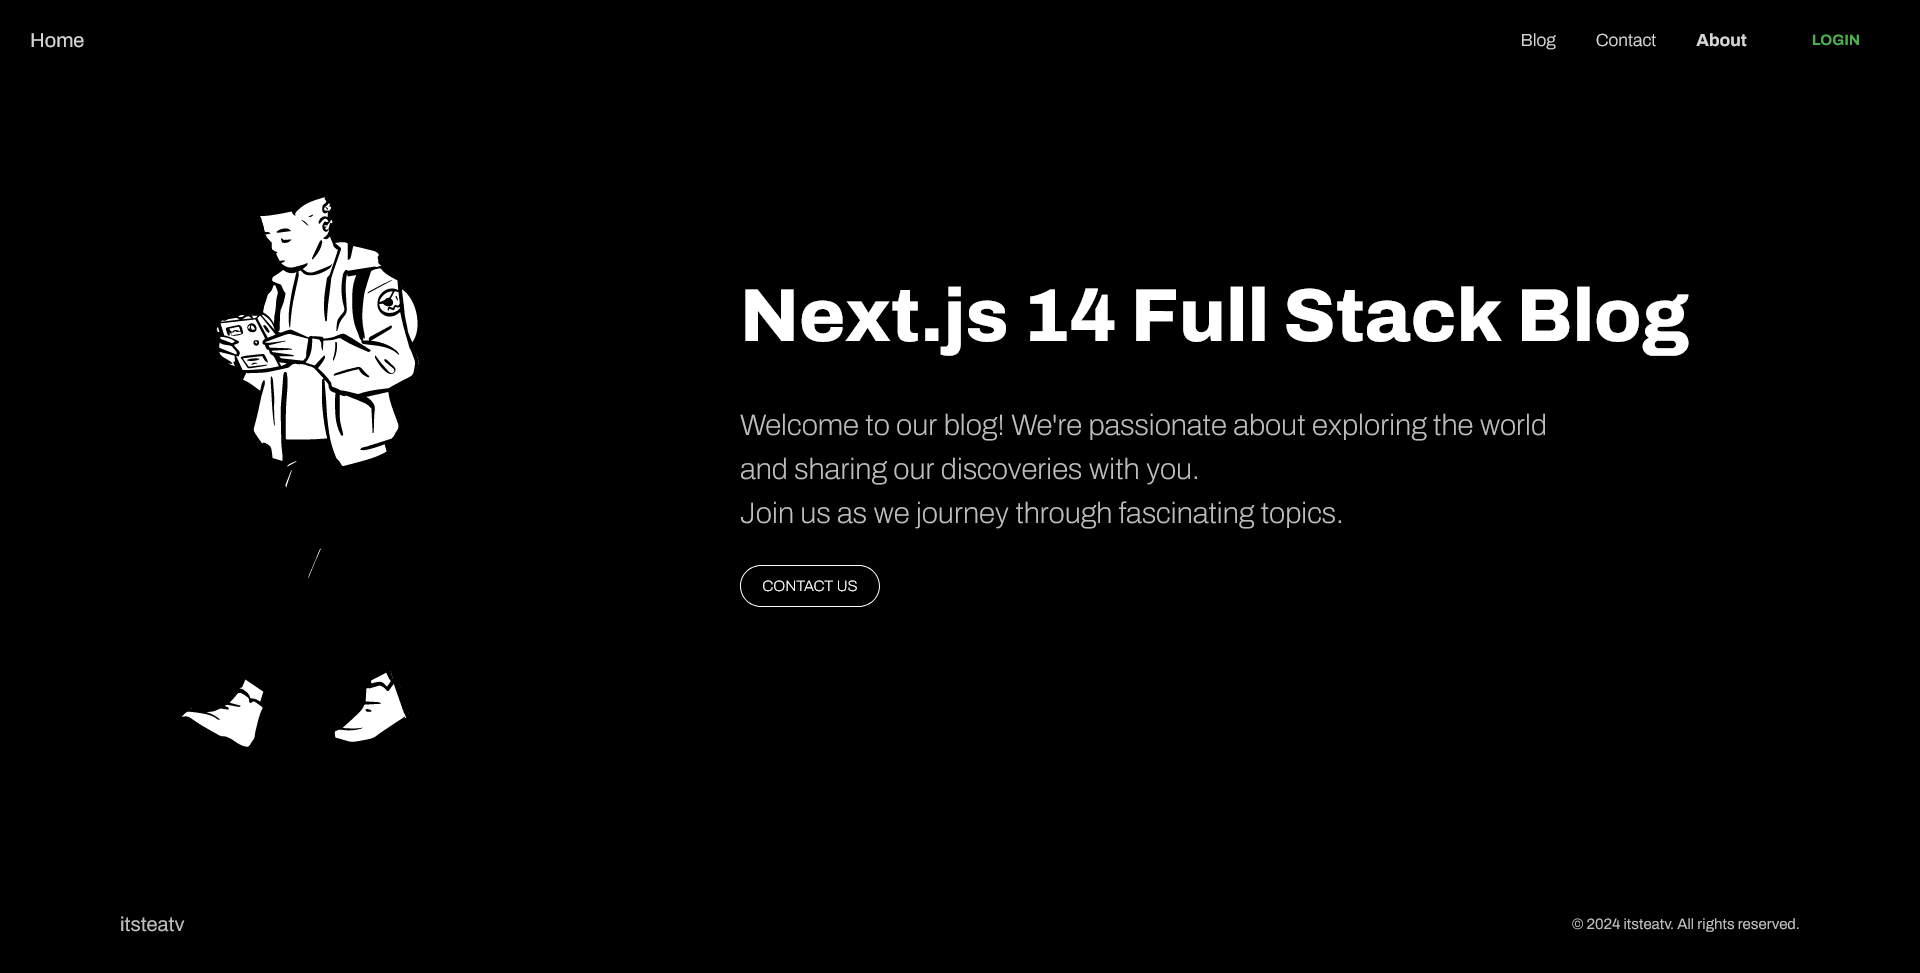 Home
Blog
Contact
About
LOGIN
Next.js 14 Full Stack Blog
Welcome to our blog! We're passionate about exploring the world
and sharing our discoveries with you.
Join us as we journey through fascinating topics.
CONTACT US
itsteatv
© 2024 itsteatv. All rights reserved.